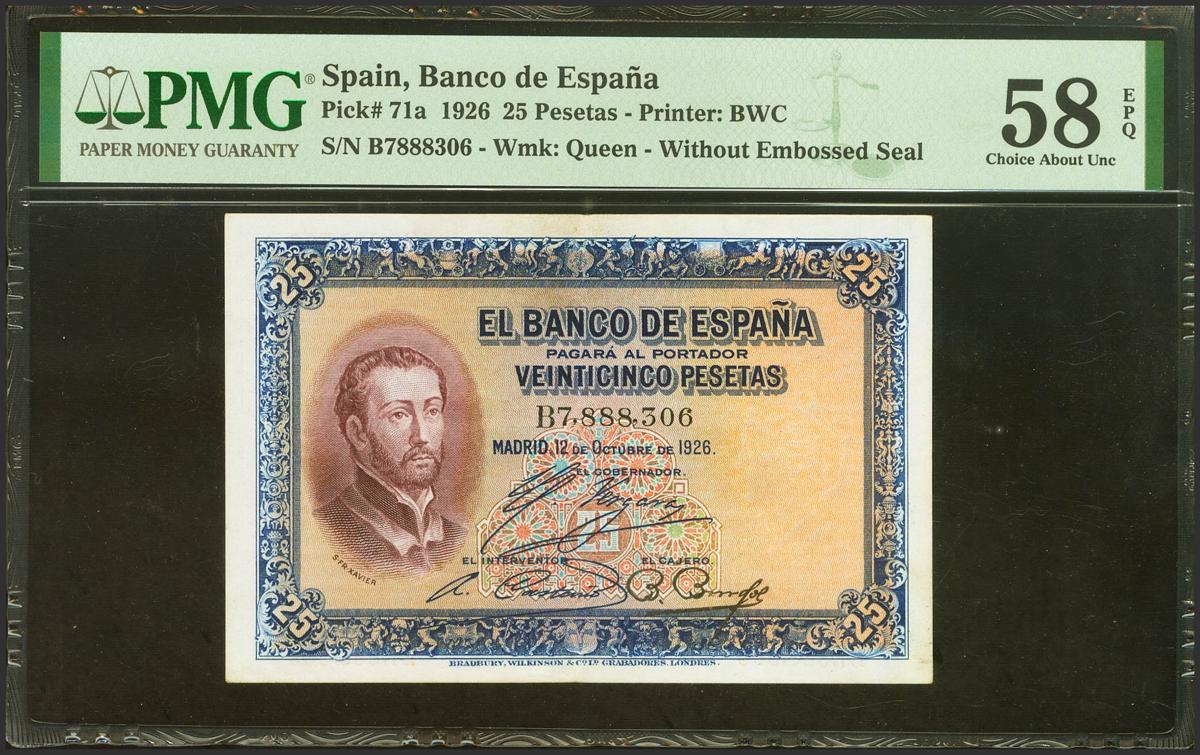 PMG®
PAPER MONEY GUARANTY
Spain, Banco de España
Pick# 71a 1926 25 Pesetas - Printer: BWC
S/N B7888306 - Wmk: Queen - Without Embossed Seal
58
EPQ
Choice About Unc
25
25
EL BANCO DE ESPAÑA
PAGARÁ AL PORTADOR
VEINTICINCO PESETAS
B7,888,306
MADRID, 12 DE OCTUBRE DE 1926.
EL GOBERNADOR.
25
EL INTERVENTOR
EL CAJERO.
ST FR. XAVIER
25
25
BRADBURY, WILKINSON & Cº Lº GRABADORES, LONDRES.